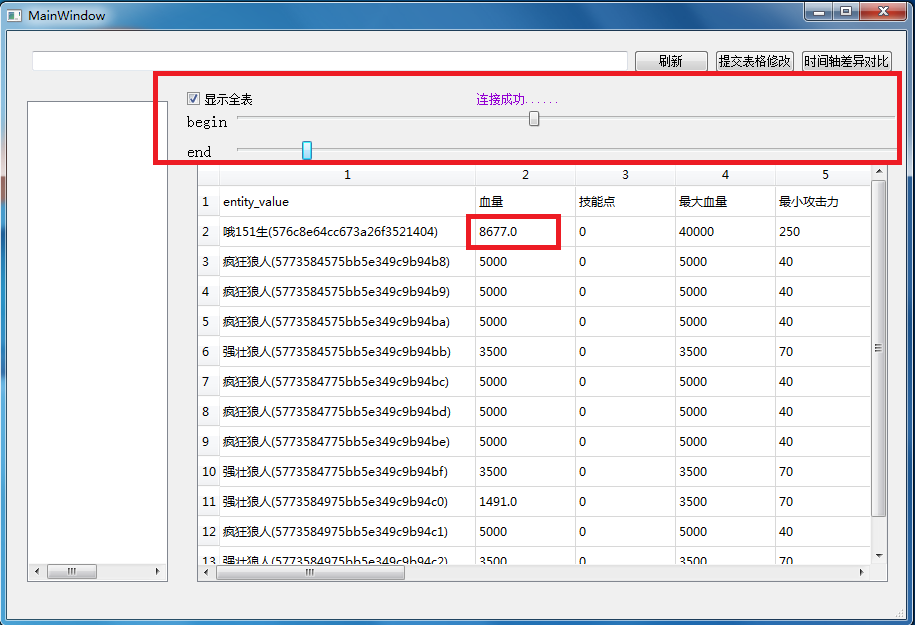 MainWindow
刷新 提交表格修改 时间轴差异对比
显示全表 连接成功......
begin
end
1 2 3 4 5
1 entity_value 血量 技能点 最大血量 最小攻击力
2 哦151生(576c8e64cc673a26f3521404) 8677.0 0 40000 250
3 疯狂狼人(5773584575bb5e349c9b94b8) 5000 0 5000 40
4 疯狂狼人(5773584575bb5e349c9b94b9) 5000 0 5000 40
5 疯狂狼人(5773584575bb5e349c9b94ba) 5000 0 5000 40
6 强壮狼人(5773584575bb5e349c9b94bb) 3500 0 3500 70
7 疯狂狼人(5773584775bb5e349c9b94bc) 5000 0 5000 40
8 疯狂狼人(5773584775bb5e349c9b94bd) 5000 0 5000 40
9 疯狂狼人(5773584775bb5e349c9b94be) 5000 0 5000 40
10 强壮狼人(5773584775bb5e349c9b94bf) 3500 0 3500 70
11 强壮狼人(5773584975bb5e349c9b94c0) 1491.0 0 3500 70
12 疯狂狼人(5773584975bb5e349c9b94c1) 5000 0 5000 40
13 强壮狼人(5773584975bb5e349c9b94c2) 3500 0 3500 70